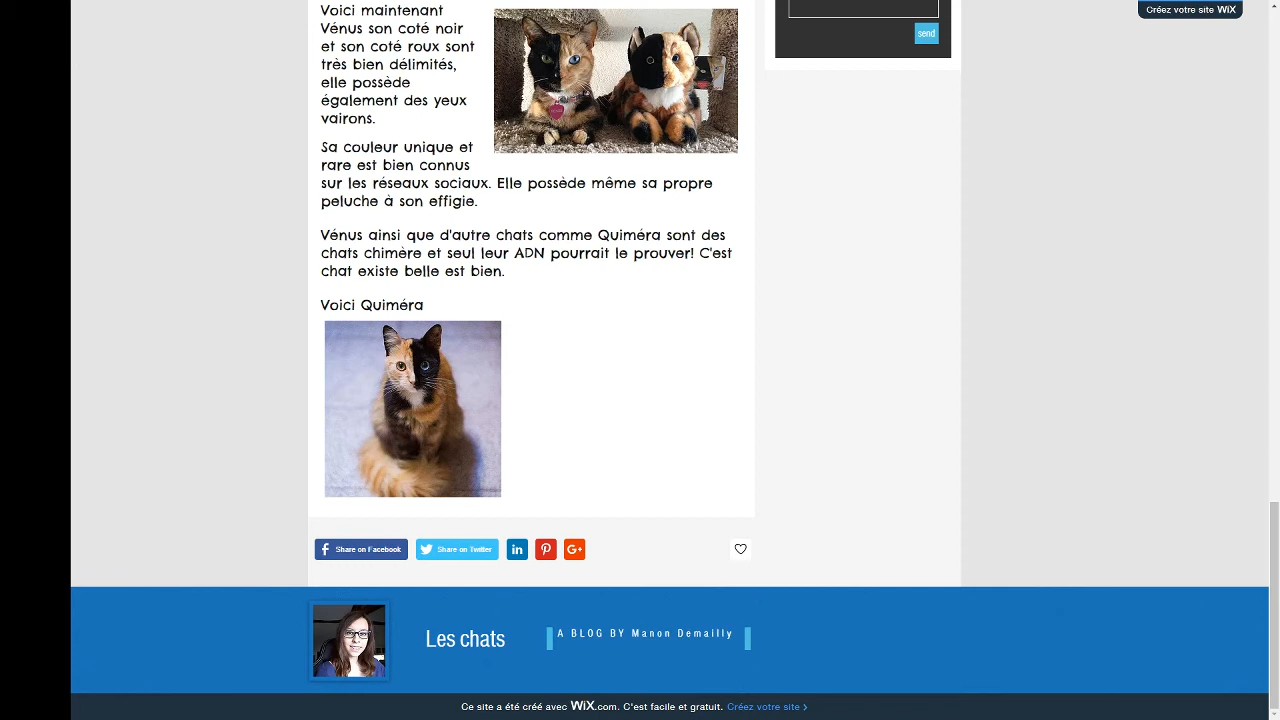 Voici maintenant
Vénus son coté noir
et son coté roux sont
très bien délimités,
elle possède
également des yeux
vairons.
Sa couleur unique et
rare est bien connus
sur les réseaux sociaux. Elle possède même sa propre
peluche à son effigie.
Vénus ainsi que d'autre chats comme Quiméra sont des
chats chimère et seul leur ADN pourrait le prouver! C'est
chat existe belle est bien.
Voici Quiméra
send
Créez votre site WiX
Share on Facebook
Share on Twitter
in
G+
Les chats
A BLOG BY Manon Demailly
Ce site a été créé avec WiX.com. C'est facile et gratuit. Créez votre site >